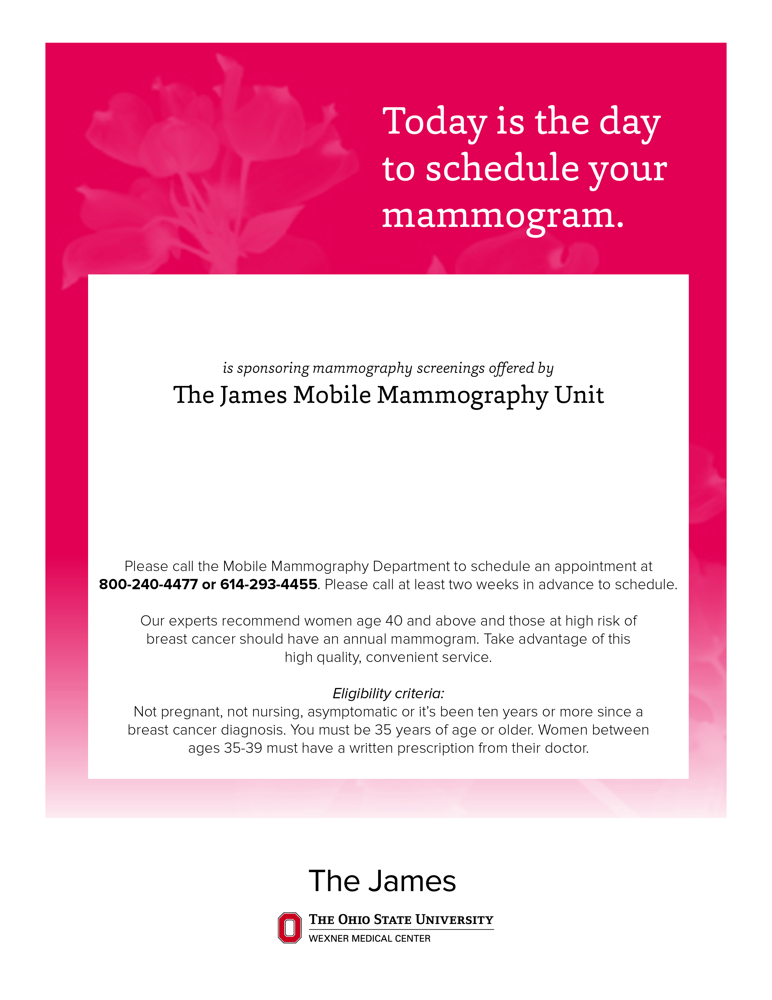 Today is the day
to schedule your
mammogram.
is sponsoring mammography screenings offered by
The James Mobile Mammography Unit
Please call the Mobile Mammography Department to schedule an appointment at
800-240-4477 or 614-293-4455. Please call at least two weeks in advance to schedule.
Our experts recommend women age 40 and above and those at high risk of
breast cancer should have an annual mammogram. Take advantage of this
high quality, convenient service.
Eligibility criteria:
Not pregnant, not nursing, asymptomatic or it’s been ten years or more since a
breast cancer diagnosis. You must be 35 years of age or older. Women between
ages 35-39 must have a written prescription from their doctor.
The James
THE OHIO STATE UNIVERSITY
WEXNER MEDICAL CENTER